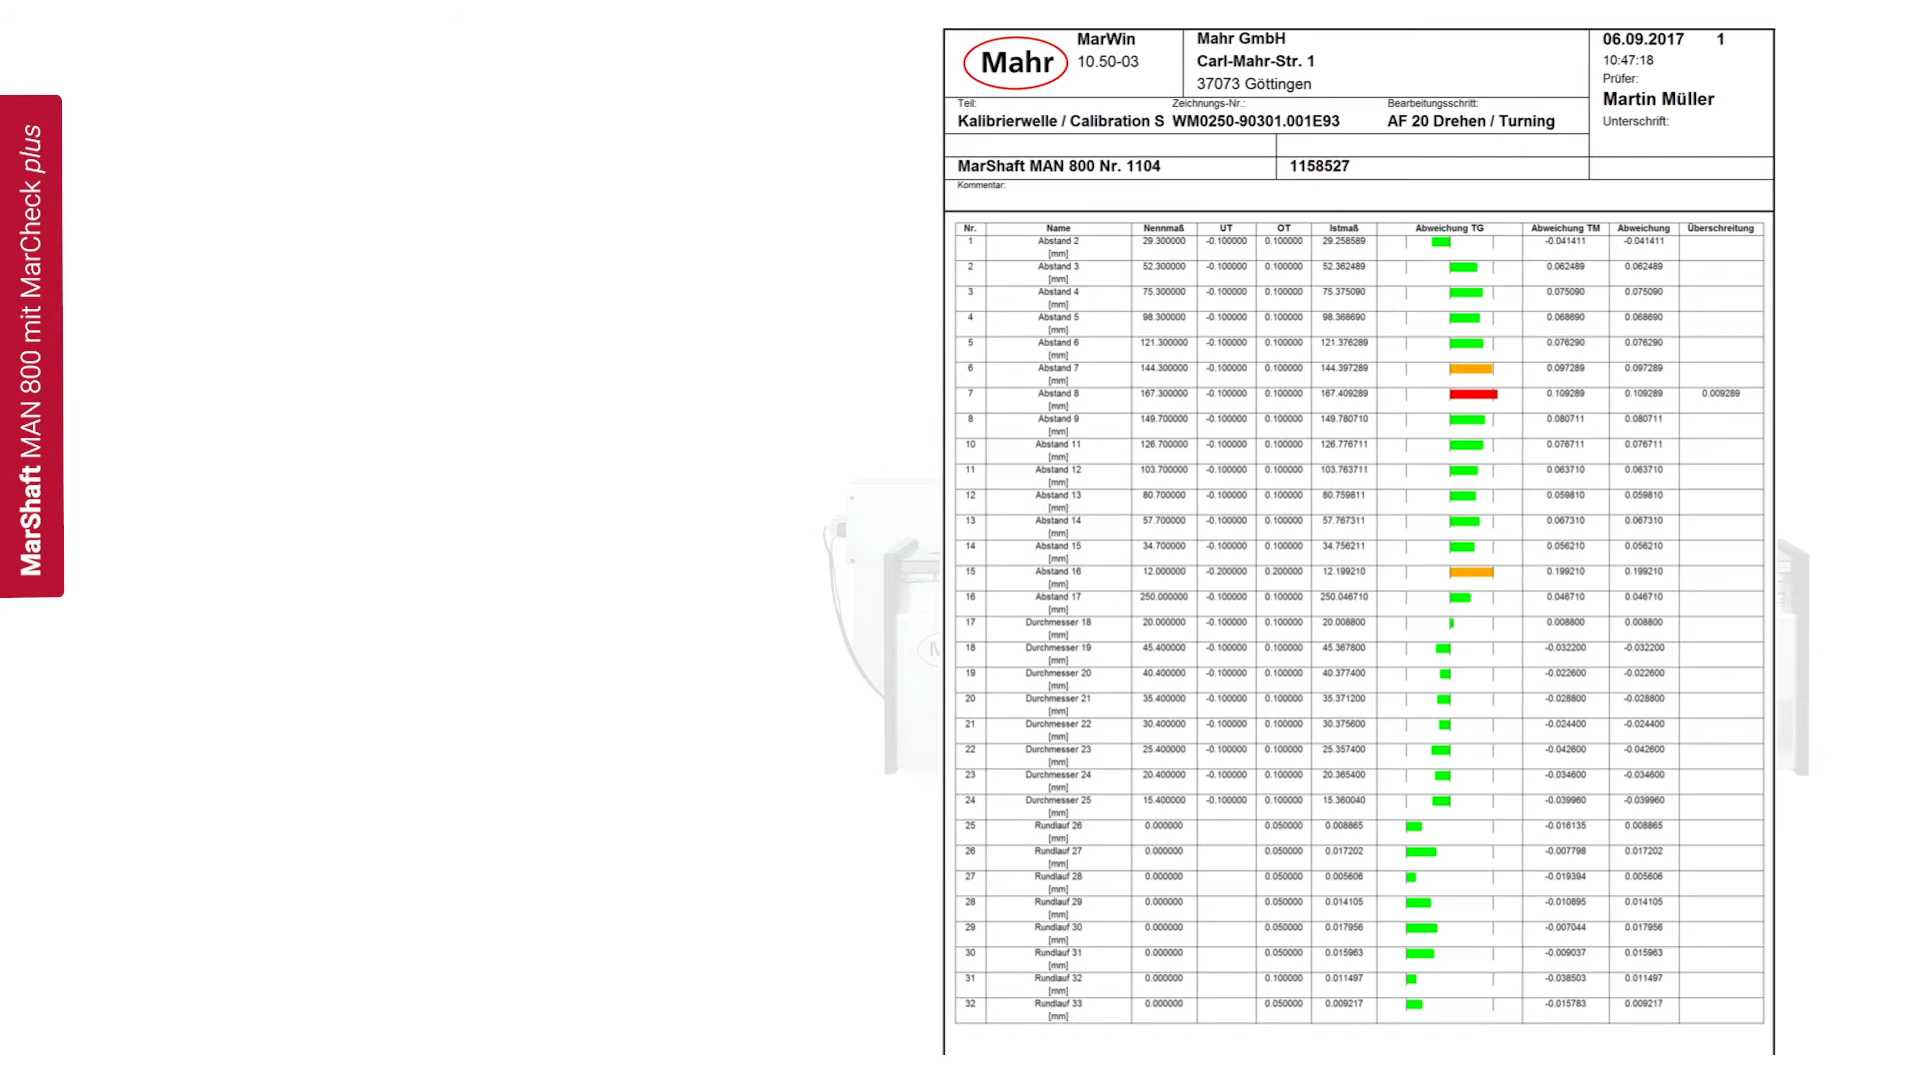 MarShaft MAN 800 mit MarCheck plus
Mahr
MarWin
10.50-03
Mahr GmbH
Carl-Mahr-Str. 1
37073 Göttingen
06.09.2017 1
10:47:18
Prüfer:
Martin Müller
Unterschrift:
Teil: Zeichnungs-Nr.: Bearbeitungsschritt:
Kalibrierwelle / Calibration S WM0250-90301.001E93 AF 20 Drehen / Turning
MarShaft MAN 800 Nr. 1104 1158527
Kommentar:
Nr. Name Nennmaß UT OT Istmaß Abweichung TG Abweichung TM Abweichung Überschreitung
1 Abstand 2 29.300000 -0.100000 0.100000 29.258589 -0.041411 -0.041411
[mm]
2 Abstand 3 52.300000 -0.100000 0.100000 52.362489 0.062489 0.062489
[mm]
3 Abstand 4 75.300000 -0.100000 0.100000 75.375090 0.075090 0.075090
[mm]
4 Abstand 5 98.300000 -0.100000 0.100000 98.368690 0.068690 0.068690
[mm]
5 Abstand 6 121.300000 -0.100000 0.100000 121.376289 0.076290 0.076290
[mm]
6 Abstand 7 144.300000 -0.100000 0.100000 144.397289 0.097289 0.097289
[mm]
7 Abstand 8 167.300000 -0.100000 0.100000 167.409289 0.109289 0.109289 0.009289
[mm]
8 Abstand 9 149.700000 -0.100000 0.100000 149.780710 0.080711 0.080711
[mm]
10 Abstand 11 126.700000 -0.100000 0.100000 126.776711 0.076711 0.076711
[mm]
11 Abstand 12 103.700000 -0.100000 0.100000 103.763711 0.063710 0.063710
[mm]
12 Abstand 13 80.700000 -0.100000 0.100000 80.759811 0.059810 0.059810
[mm]
13 Abstand 14 57.700000 -0.100000 0.100000 57.767311 0.067310 0.067310
[mm]
14 Abstand 15 34.700000 -0.100000 0.100000 34.756211 0.056210 0.056210
[mm]
15 Abstand 16 12.000000 -0.200000 0.200000 12.199210 0.199210 0.199210
[mm]
16 Abstand 17 250.000000 -0.100000 0.100000 250.046710 0.046710 0.046710
[mm]
17 Durchmesser 18 20.000000 -0.100000 0.100000 20.008800 0.008800 0.008800
[mm]
18 Durchmesser 19 45.400000 -0.100000 0.100000 45.367800 -0.032200 -0.032200
[mm]
19 Durchmesser 20 40.400000 -0.100000 0.100000 40.377400 -0.022600 -0.022600
[mm]
20 Durchmesser 21 35.400000 -0.100000 0.100000 35.371200 -0.028800 -0.028800
[mm]
21 Durchmesser 22 30.400000 -0.100000 0.100000 30.375600 -0.024400 -0.024400
[mm]
22 Durchmesser 23 25.400000 -0.100000 0.100000 25.357400 -0.042600 -0.042600
[mm]
23 Durchmesser 24 20.400000 -0.100000 0.100000 20.365400 -0.034600 -0.034600
[mm]
24 Durchmesser 25 15.400000 -0.100000 0.100000 15.360040 -0.039960 -0.039960
[mm]
25 Rundlauf 26 0.000000 0.050000 0.008865 -0.016135 0.008865
[mm]
26 Rundlauf 27 0.000000 0.050000 0.017202 -0.007798 0.017202
[mm]
27 Rundlauf 28 0.000000 0.050000 0.005606 -0.019394 0.005606
[mm]
28 Rundlauf 29 0.000000 0.050000 0.014105 -0.010895 0.014105
[mm]
29 Rundlauf 30 0.000000 0.050000 0.017956 -0.007044 0.017956
[mm]
30 Rundlauf 31 0.000000 0.050000 0.015963 -0.009037 0.015963
[mm]
31 Rundlauf 32 0.000000 0.100000 0.011497 -0.038503 0.011497
[mm]
32 Rundlauf 33 0.000000 0.050000 0.009217 -0.015783 0.009217
[mm]